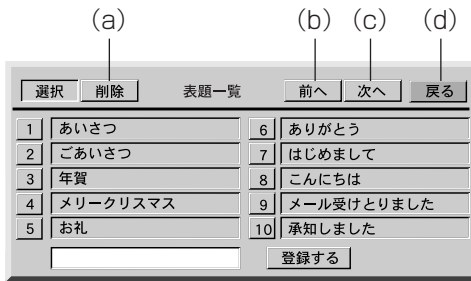 (a) (b) (c) (d)
選択 削除 表題一覧 前へ 次へ 戻る
1 あいさつ 6 ありがとう
2 ごあいさつ 7 はじめまして
3 年賀 8 こんにちは
4 メリークリスマス 9 メール受けとりました
5 お礼 10 承知しました
登録する